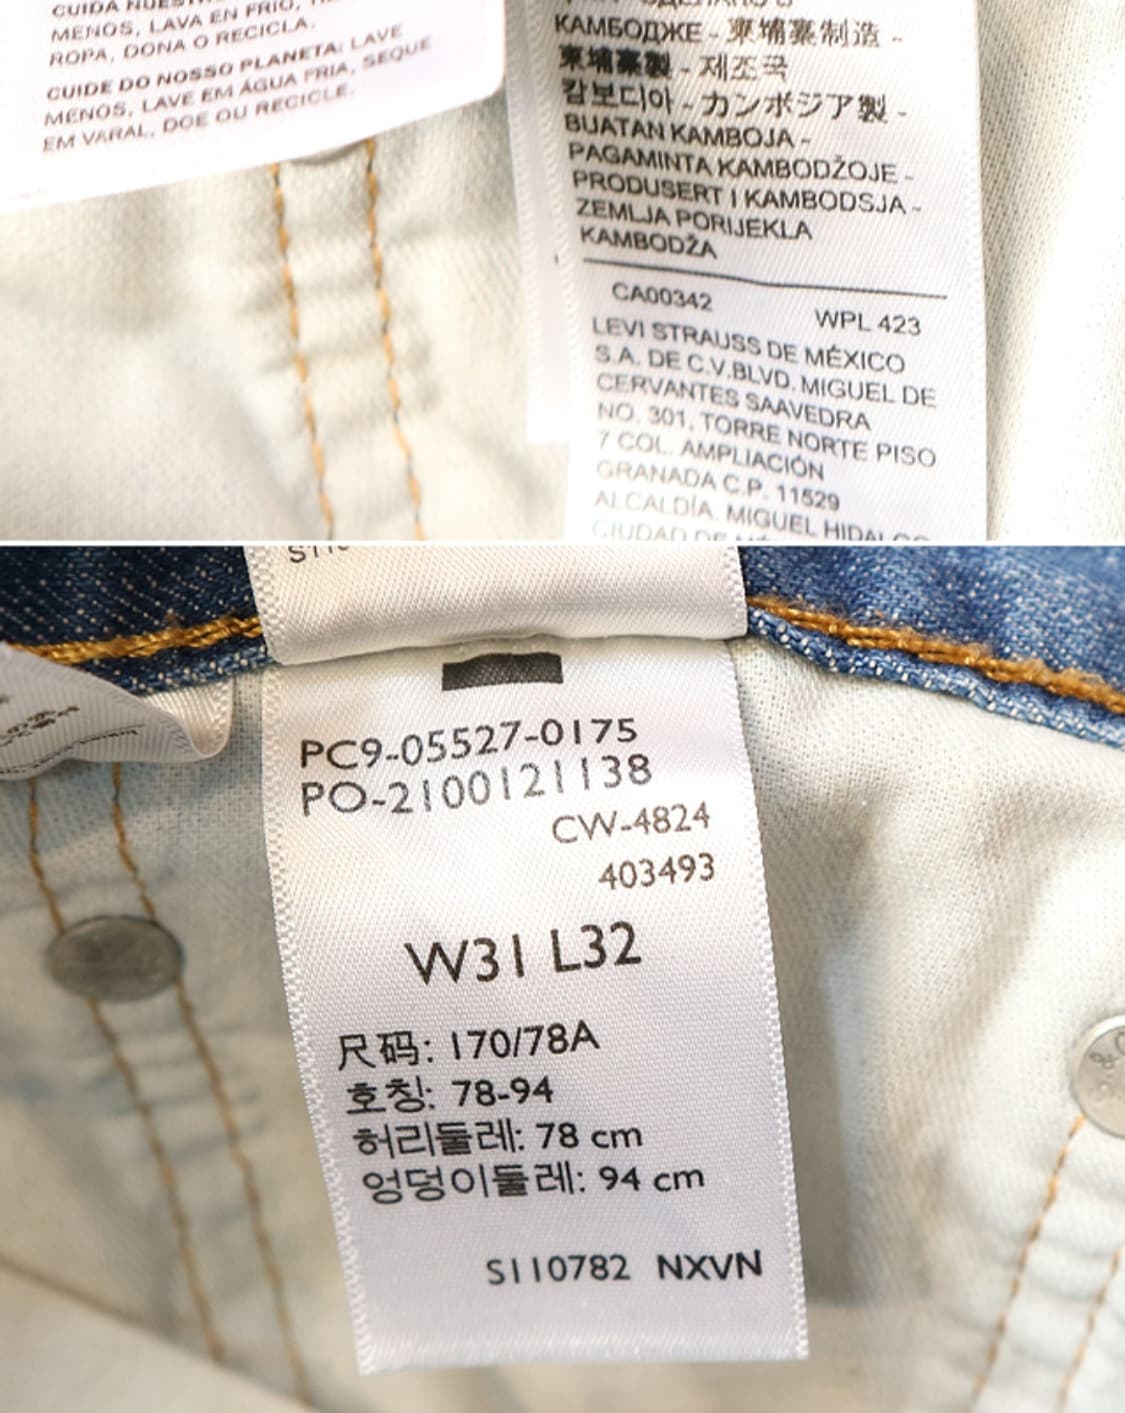 CUIDA
MENOS, LAVA EN FRÍO,
ROPA, DONA O RECICLA.
CUIDE DO NOSSO PLANETA: LAVE
MENOS, LAVE EM ÁGUA FRIA, SEQUE
EM VARAL, DOE OU RECICLE.
КАМБОДЖЕ - 柬埔寨制造 -
柬埔寨製 - 제조국
캄보디아 - カンボジア製 -
BUATAN KAMBOJA -
PAGAMINTA KAMBODŽOJE -
PRODUSERT I KAMBODSJA -
ZEMLJA PORIJEKLA
KAMBODŽA
CA00342 WPL 423
LEVI STRAUSS DE MÉXICO
S.A. DE C.V.BLVD. MIGUEL DE
CERVANTES SAAVEDRA
NO. 301, TORRE NORTE PISO
7 COL. AMPLIACIÓN
GRANADA C.P. 11529
ALCALDÍA. MIGUEL HIDALGO
CIUDAD DE
PC9-05527-0175
PO-2100121138
CW-4824
403493
W31 L32
尺码: 170/78A
호칭: 78-94
허리둘레: 78 cm
엉덩이둘레: 94 cm
S110782 NXVN